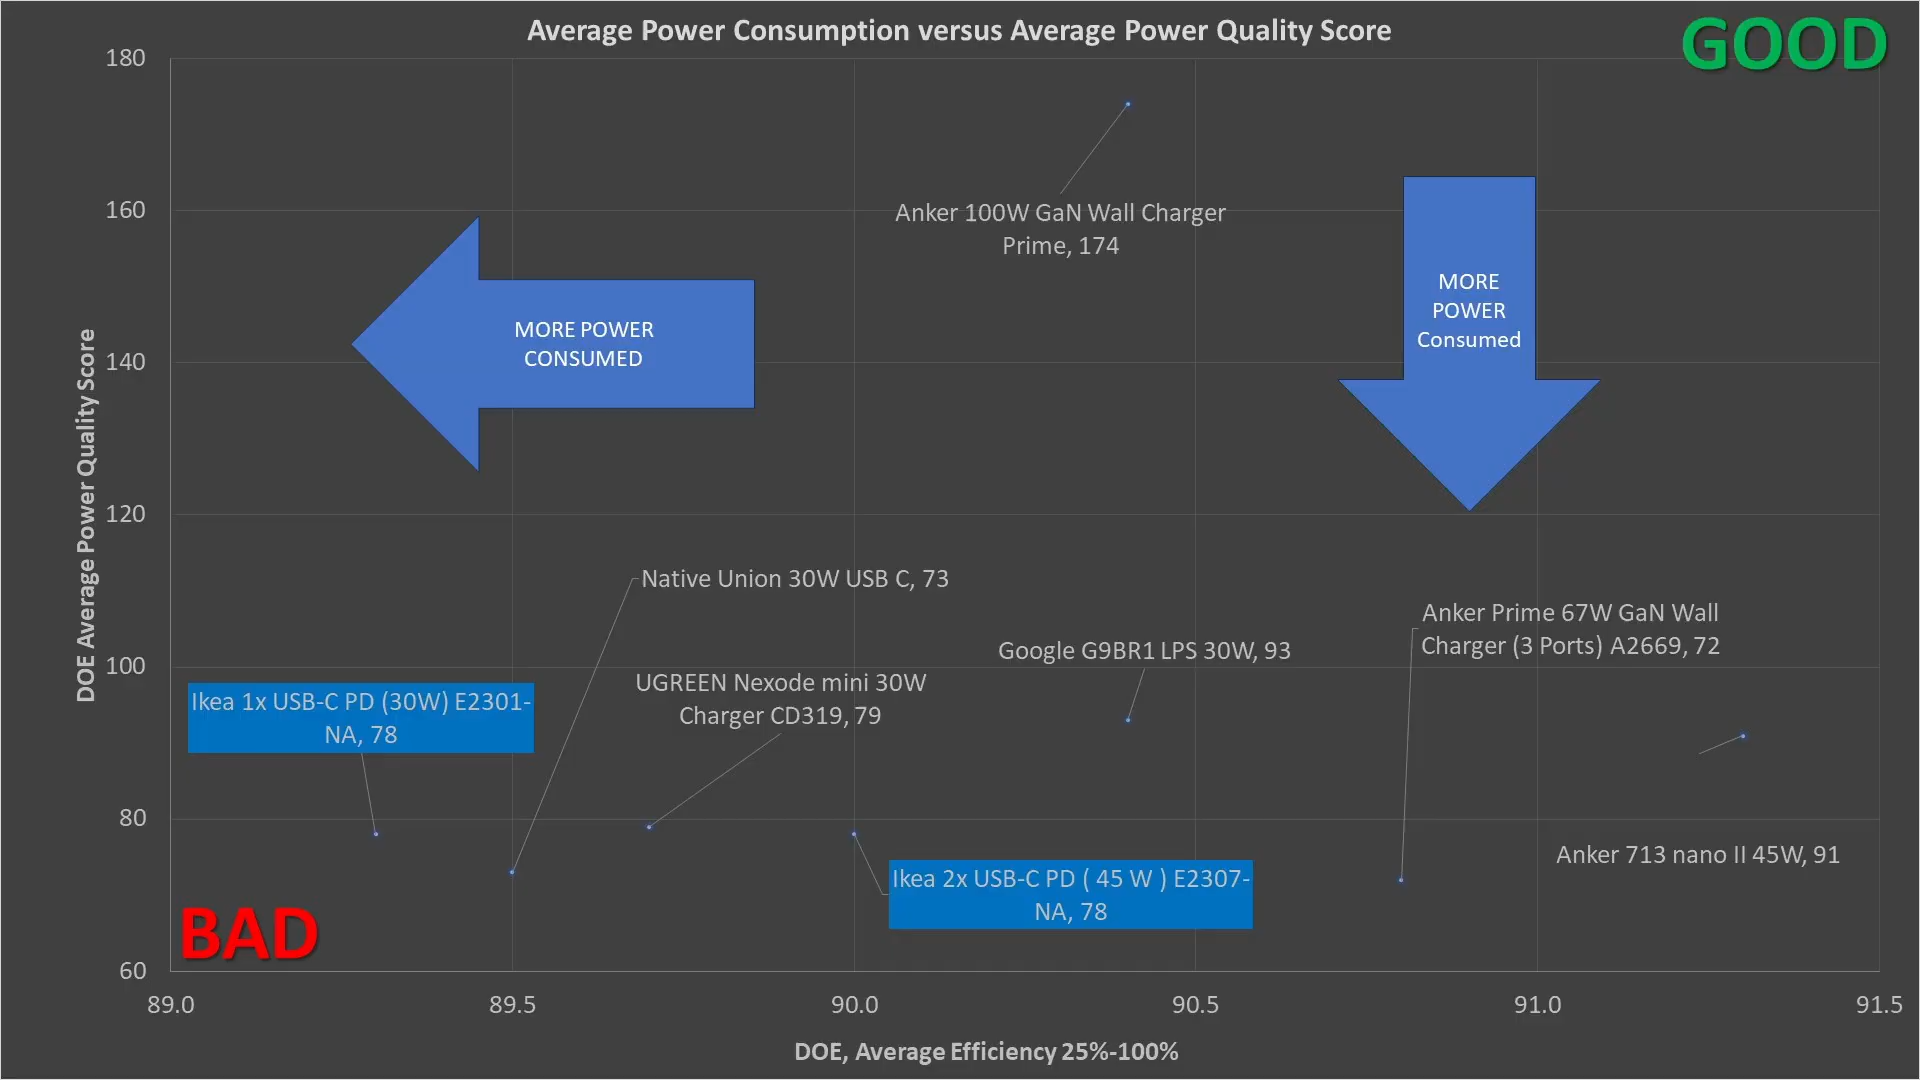 Average Power Consumption versus Average Power Quality Score
GOOD
180
160
140
120
100
80
60
DOE Average Power Quality Score
Anker 100W GaN Wall Charger
Prime, 174
MORE POWER
CONSUMED
MORE
POWER
Consumed
Native Union 30W USB C, 73
Anker Prime 67W GaN Wall
Charger (3 Ports) A2669, 72
Google G9BR1 LPS 30W, 93
UGREEN Nexode mini 30W
Charger CD319, 79
Ikea 1x USB-C PD (30W) E2301-
NA, 78
Anker 713 nano II 45W, 91
Ikea 2x USB-C PD ( 45 W ) E2307-
NA, 78
BAD
89.0
89.5
90.0
90.5
91.0
91.5
DOE, Average Efficiency 25%-100%